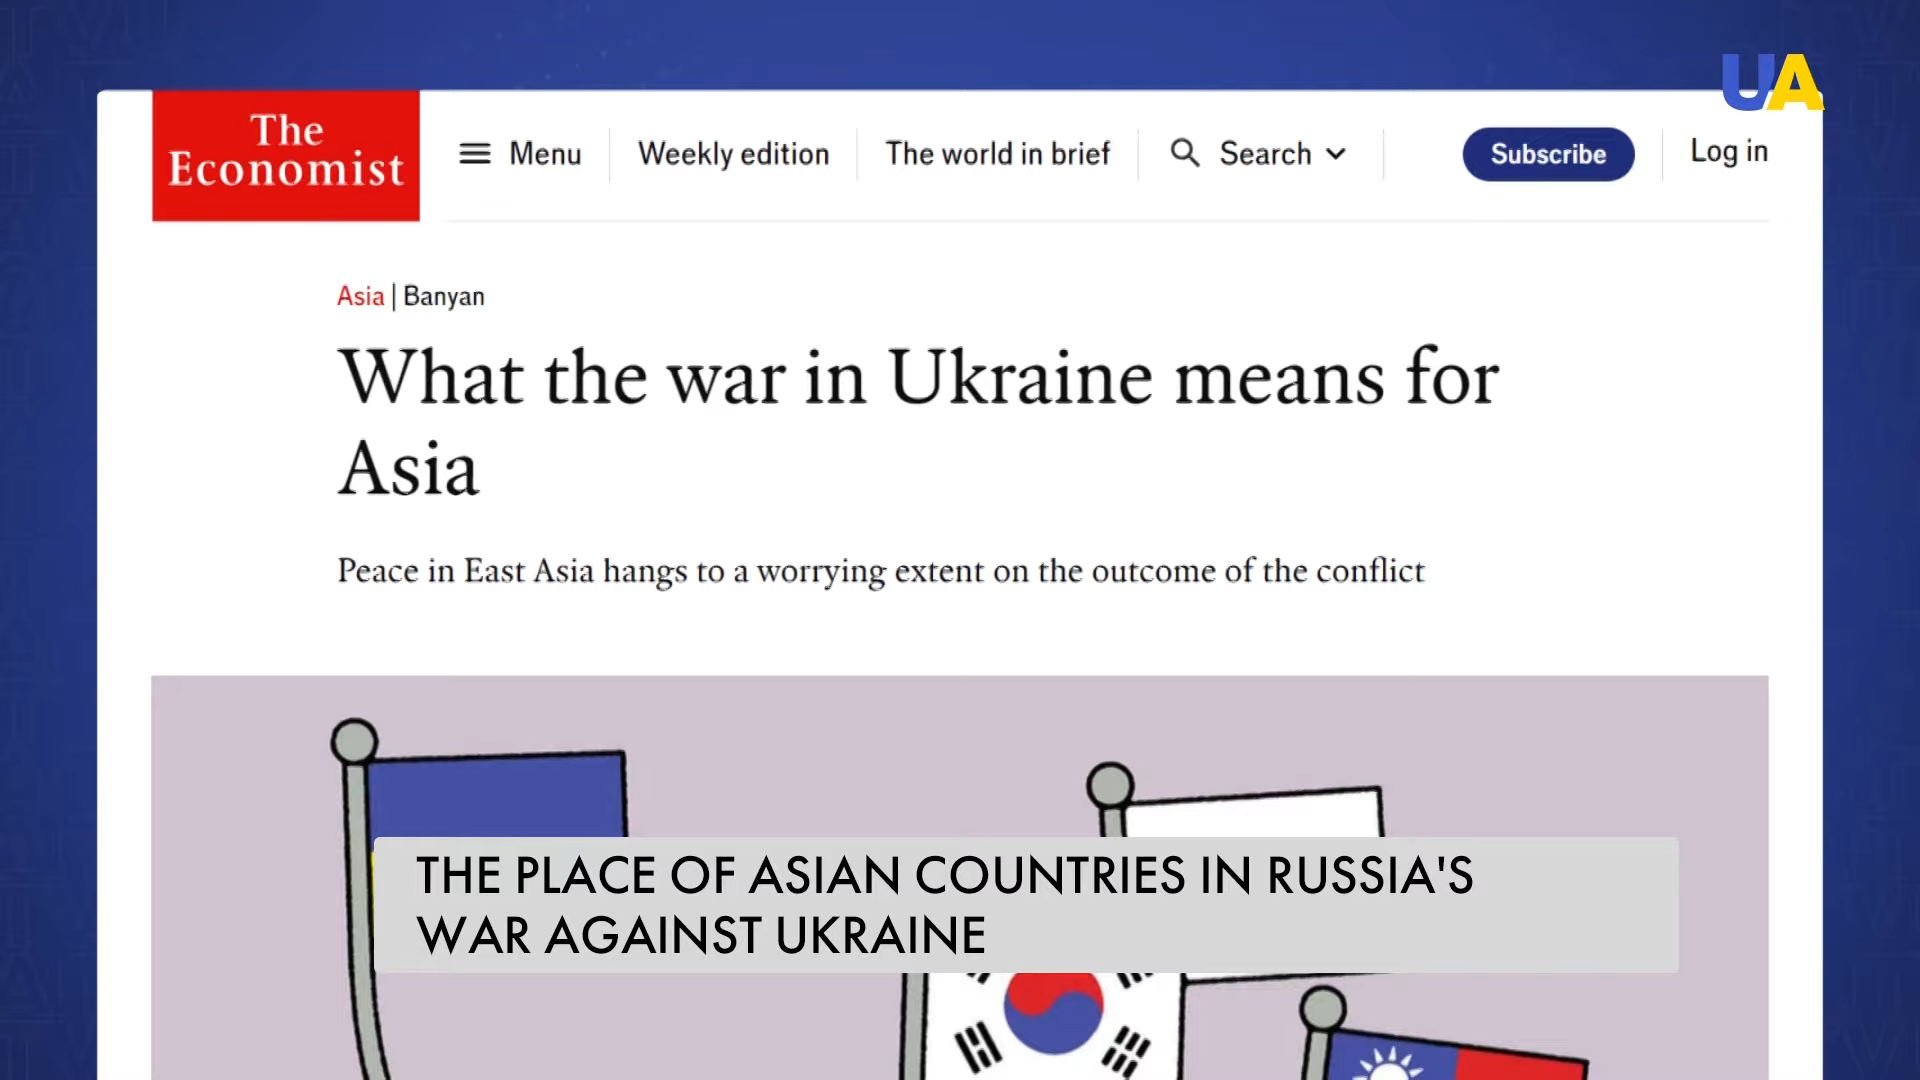 UA
The
Economist
Menu
Weekly edition
The world in brief
Search
Subscribe
Log in
Asia | Banyan
What the war in Ukraine means for
Asia
Peace in East Asia hangs to a worrying extent on the outcome of the conflict
THE PLACE OF ASIAN COUNTRIES IN RUSSIA'S
WAR AGAINST UKRAINE